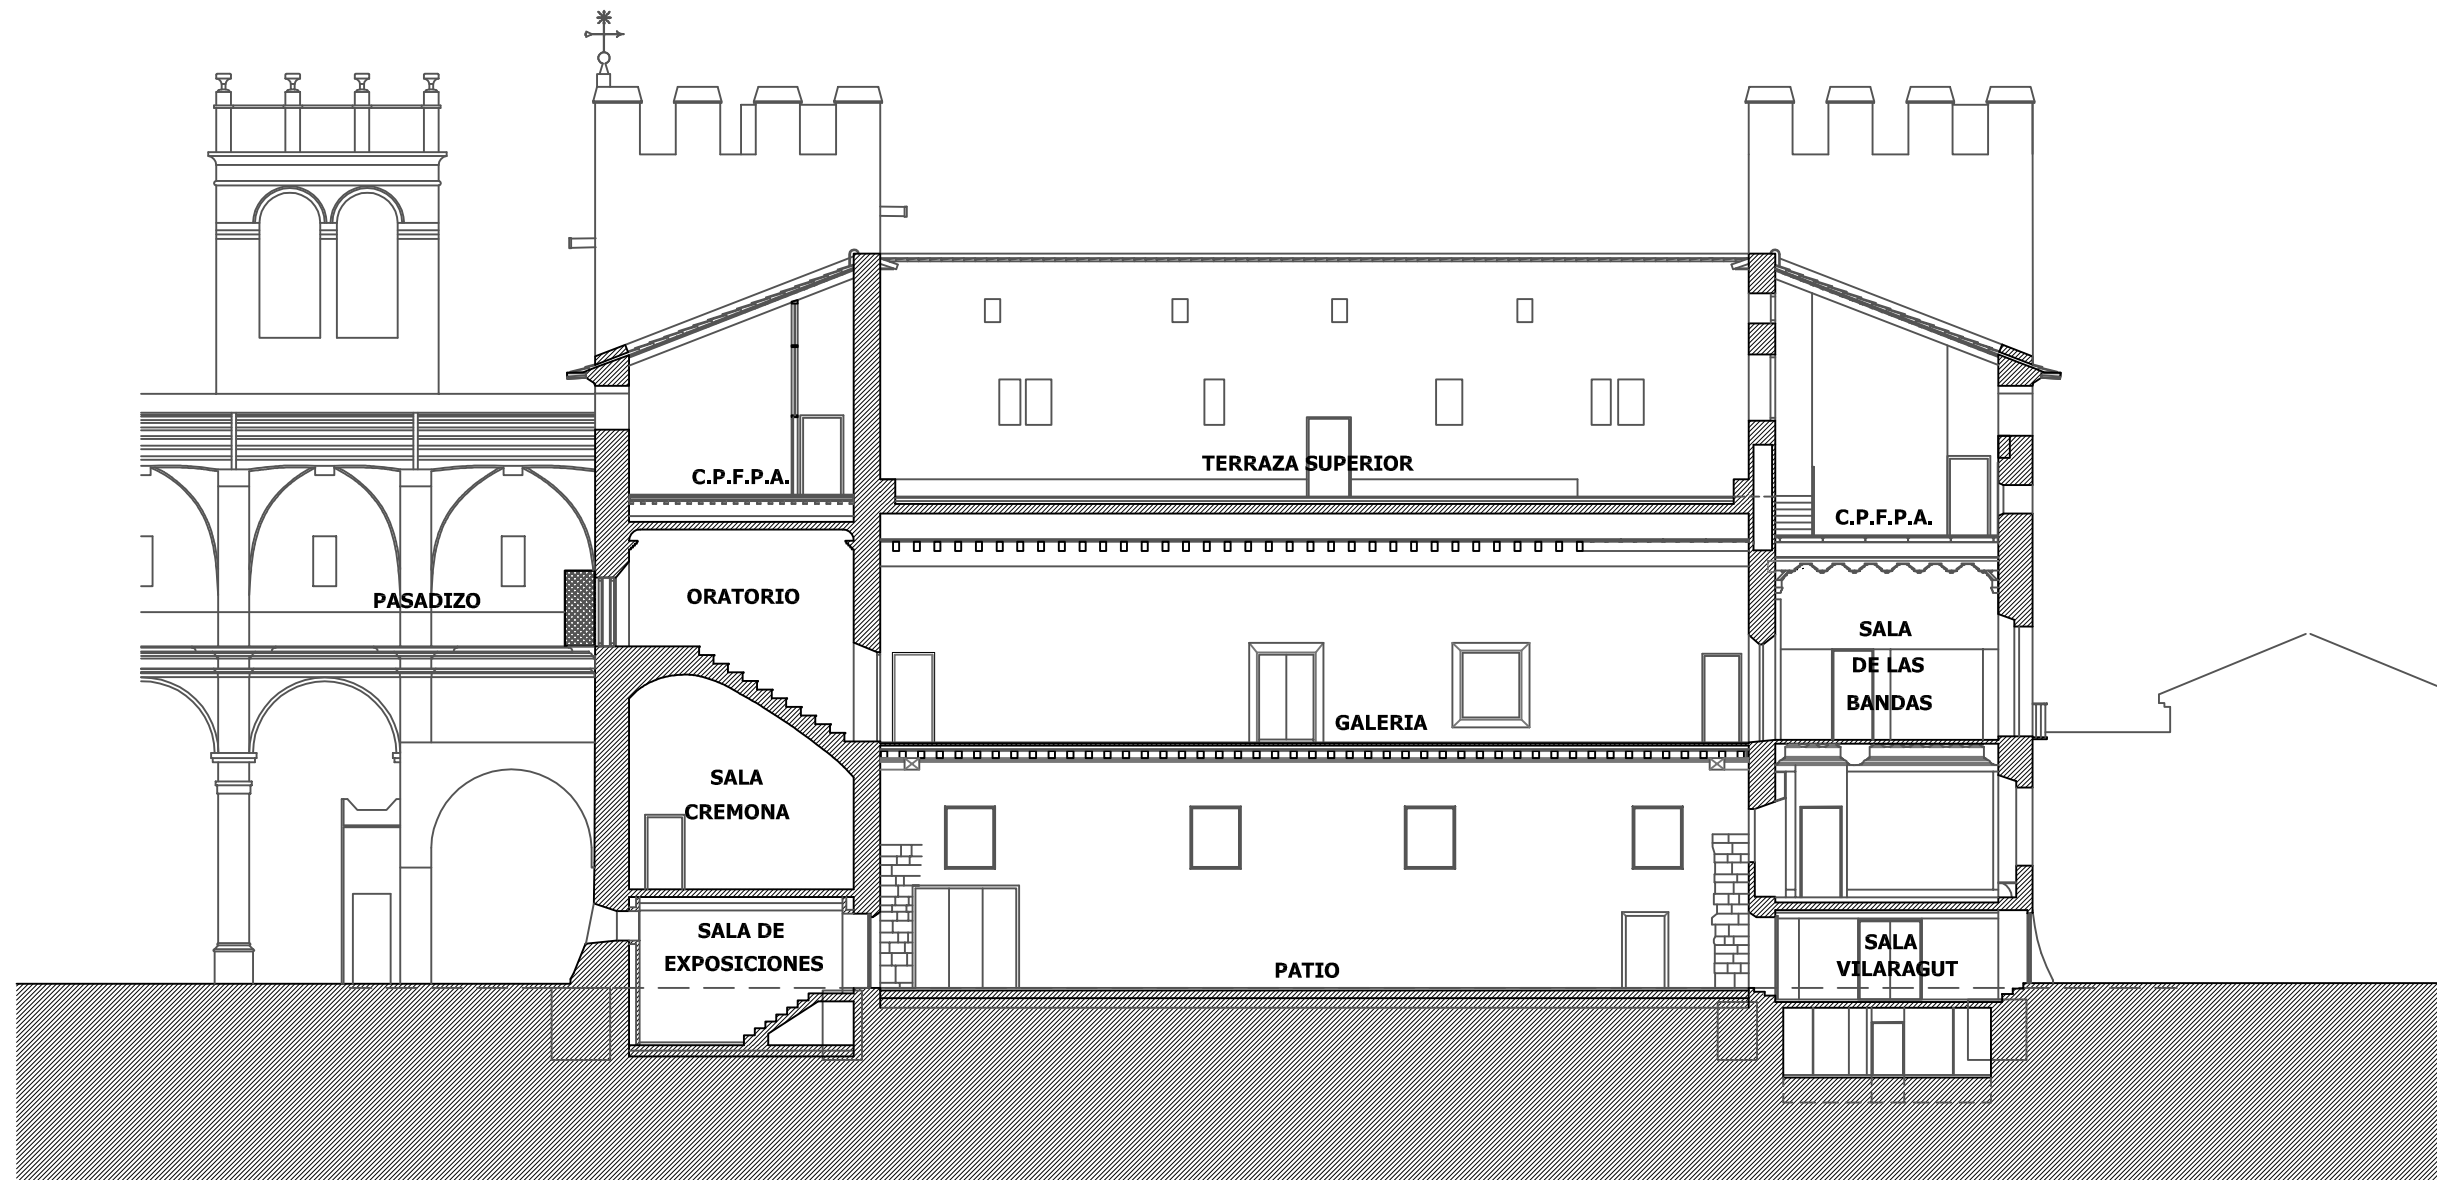 TERRAZA SUPERIOR
C.P.F.P.A.
C.P.F.P.A.
PASADIZO
ORATORIO
SALA
DE LAS
BANDAS
GALERIA
SALA
CREMONA
SALA DE
EXPOSICIONES
PATIO
SALA
VILARAGUT